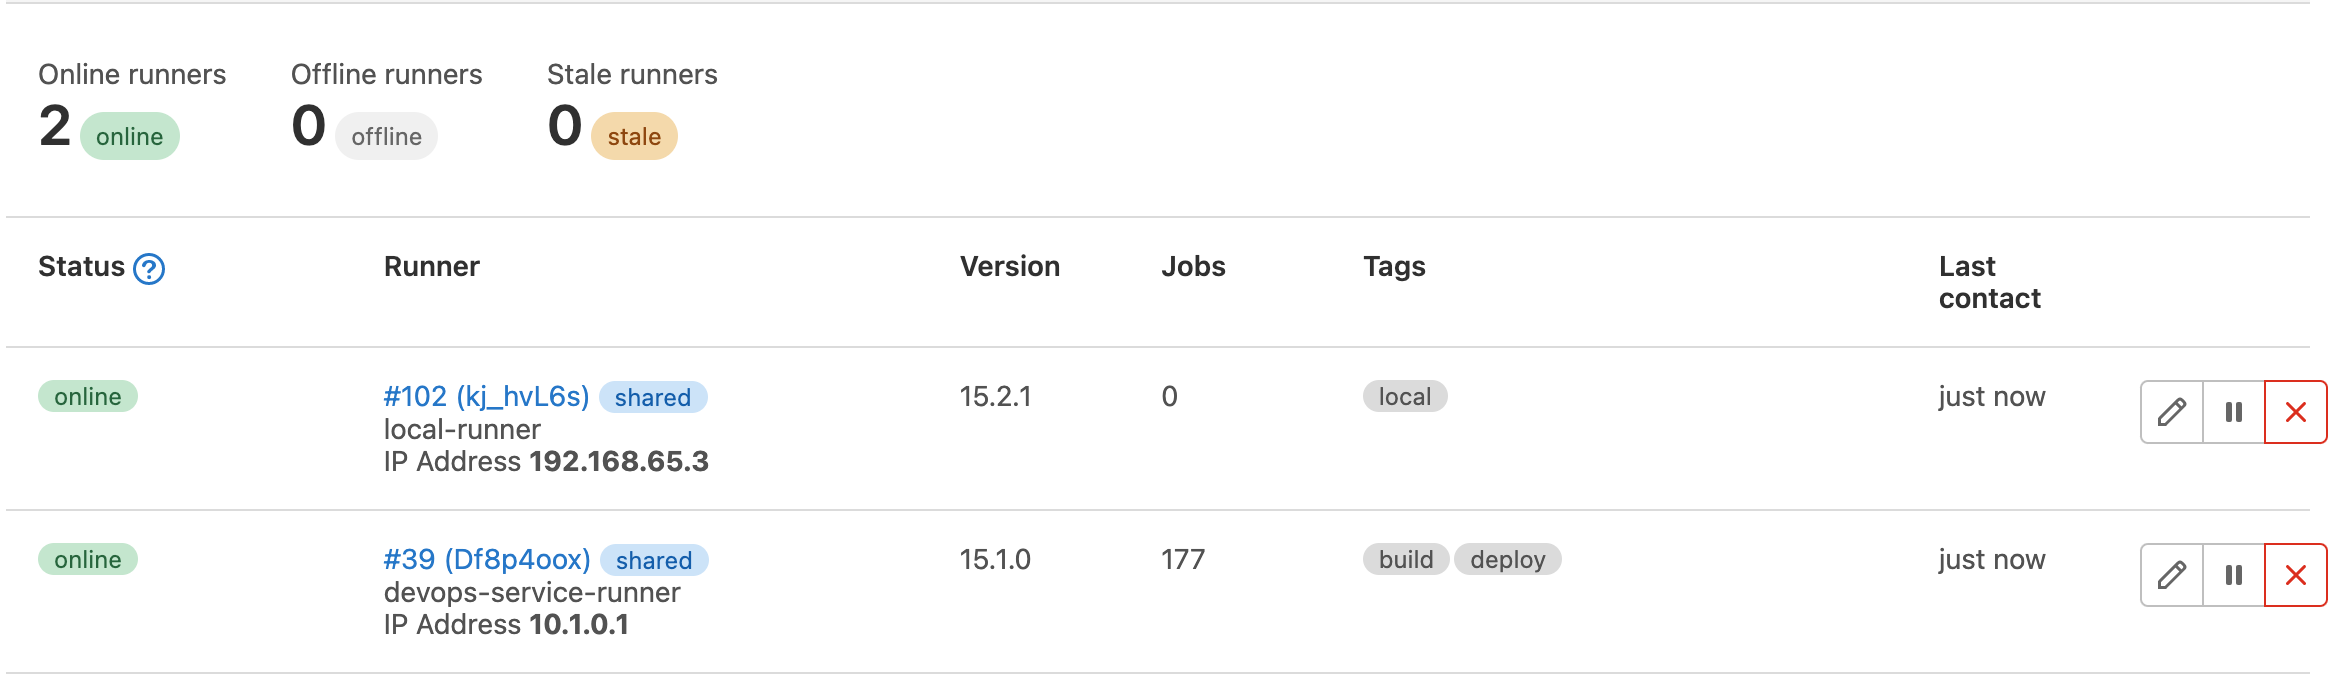 Online runners Offline runners Stale runners
2 online 0 offline 0 stale
Status ? Runner Version Jobs Tags Last contact
online #102 (kj_hvL6s) shared 15.2.1 0 local just now
local-runner
IP Address 192.168.65.3
online #39 (Df8p4oox) shared 15.1.0 177 build deploy just now
devops-service-runner
IP Address 10.1.0.1